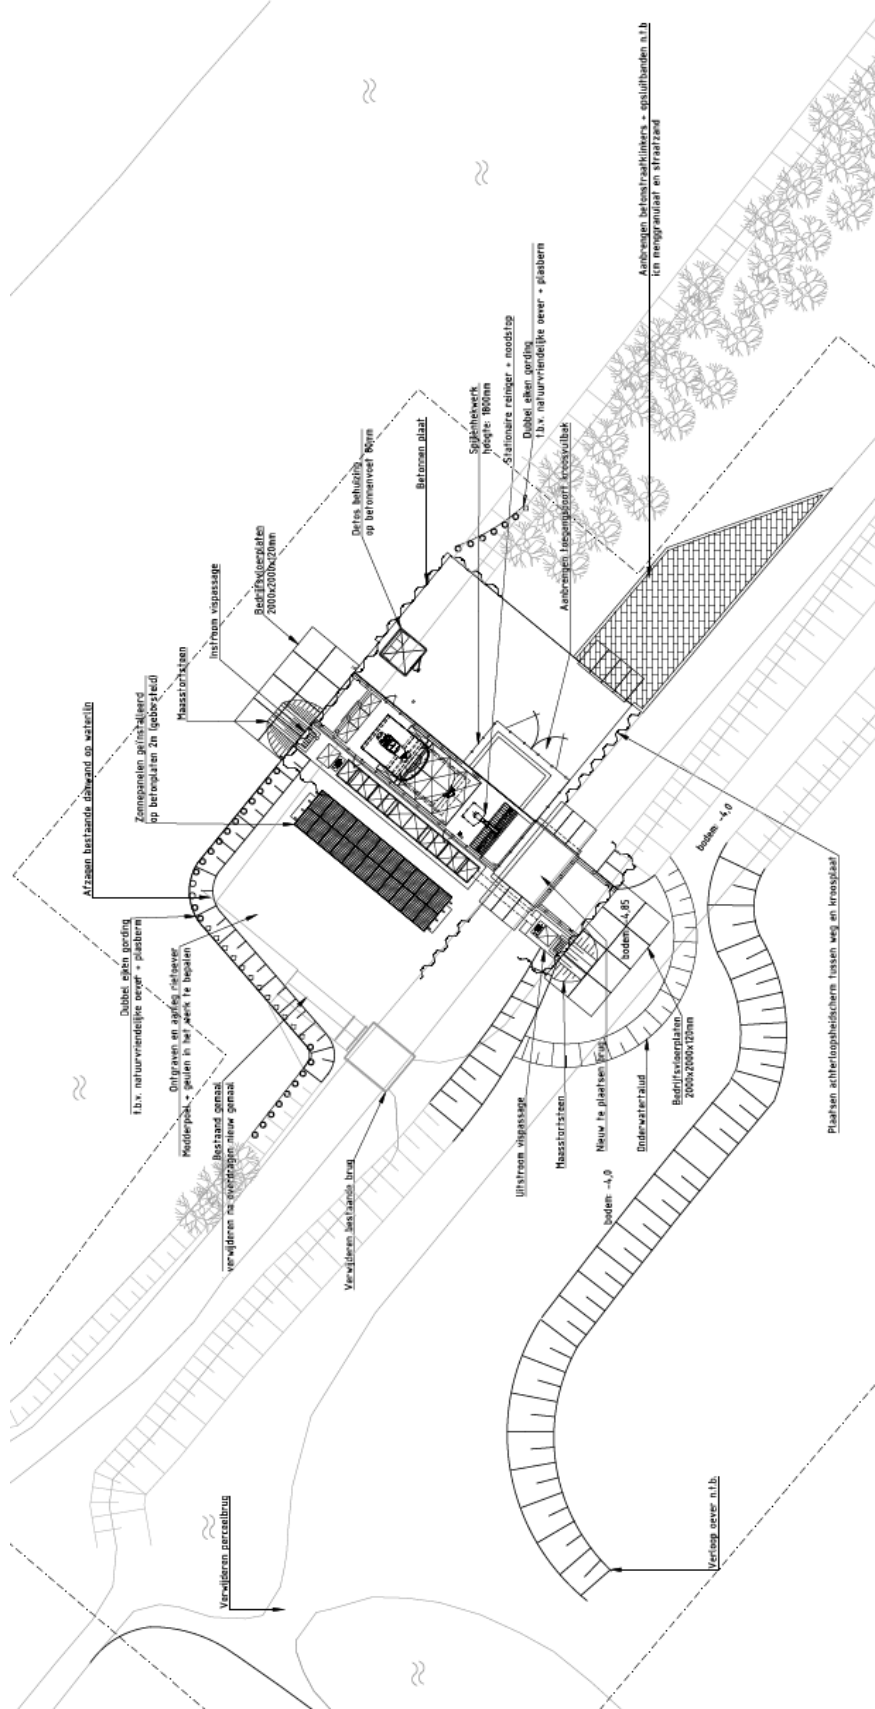 Afzagen bestaande damwand op waterlijn
Zonnepanelen geïnstalleerd
op betonplaten 2m (geborsteld)
Maasstortsteen
Instroom vispassage
Bedrijfsvloerplaten
2000x2000x120mm
Detos behuizing
op betonnenvoet 80mm
Betonnen plaat
Spijlenhekwerk
hoogte: 1800mm
Stationaire reiniger + noodstop
Dubbel eiken gording
t.b.v. natuurvriendelijke oever + plasberm
Aanbrengen toegangspoort kroosvuilbak
Aanbrengen betonstraatklinkers + opsluitbanden n.t.b
icm menggranulaat en straatzand
Dubbel eiken gording
t.b.v. natuurvriendelijke oever + plasberm
Ontgraven en aanleg rietoever
Modderpoel + geulen in het werk te bepalen
Bestaand gemaal
verwijderen na overdragen nieuw gemaal
Verwijderen bestaande brug
Uitstroom vispassage
Maasstortsteen
Nieuw te plaatsen brug
Onderwatertalud
Bedrijfsvloerplaten
2000x2000x120mm
bodem: -4,85
bodem: -4,0
bodem: -4,0
Plaatsen achterloopsheidscherm tussen weg en kroosplaat
Verwijderen perceelbrug
Verloop oever n.t.b.